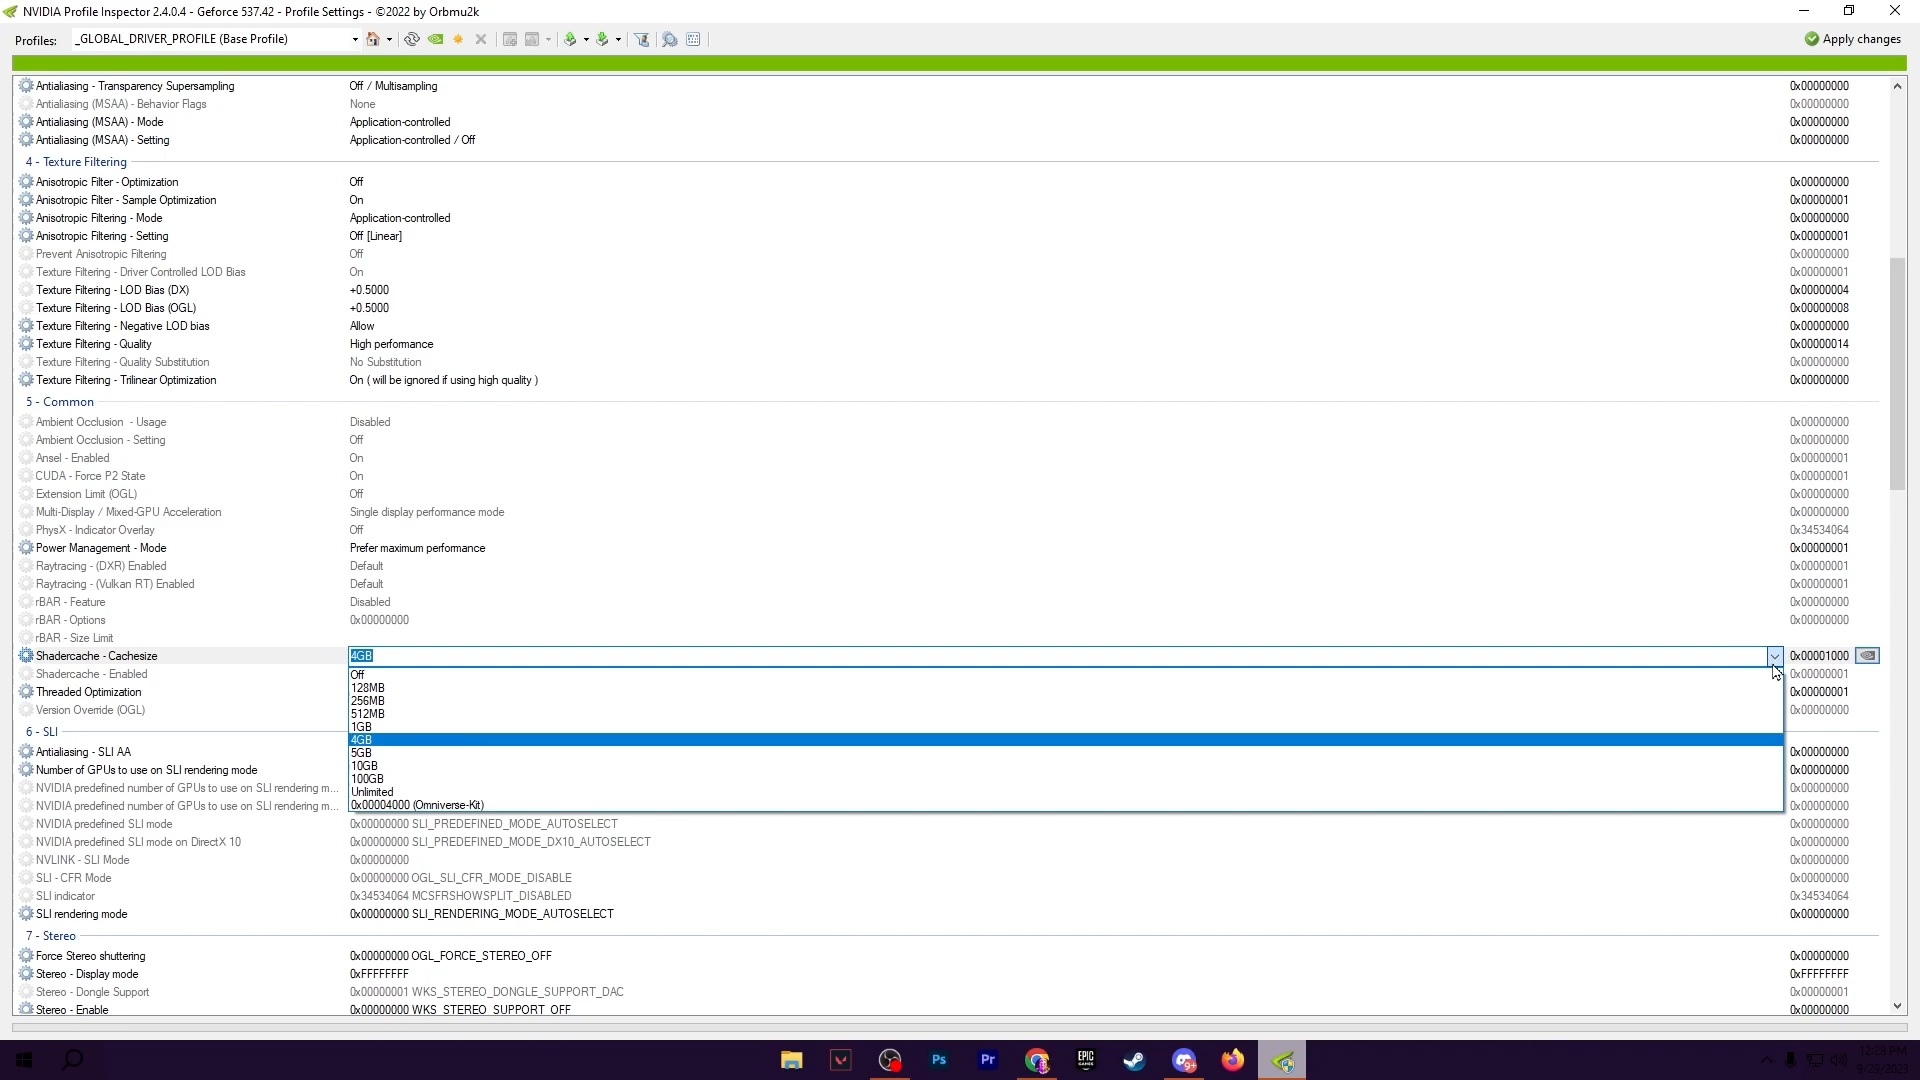 NVIDIA Profile Inspector 2.4.0.4 - Geforce 537.42 - Profile Settings - ©2022 by Orbmu2k
Profiles: _GLOBAL_DRIVER_PROFILE (Base Profile) Apply changes
Antialiasing - Transparency Supersampling Off / Multisampling 0x00000000
Antialiasing (MSAA) - Behavior Flags None 0x00000000
Antialiasing (MSAA) - Mode Application-controlled 0x00000000
Antialiasing (MSAA) - Setting Application-controlled / Off 0x00000000
4 - Texture Filtering
Anisotropic Filter - Optimization Off 0x00000000
Anisotropic Filter - Sample Optimization On 0x00000001
Anisotropic Filtering - Mode Application-controlled 0x00000000
Anisotropic Filtering - Setting Off [Linear] 0x00000001
Prevent Anisotropic Filtering Off 0x00000000
Texture Filtering - Driver Controlled LOD Bias On 0x00000001
Texture Filtering - LOD Bias (DX) +0.5000 0x00000004
Texture Filtering - LOD Bias (OGL) +0.5000 0x00000008
Texture Filtering - Negative LOD bias Allow 0x00000000
Texture Filtering - Quality High performance 0x00000014
Texture Filtering - Quality Substitution No Substitution 0x00000000
Texture Filtering - Trilinear Optimization On ( will be ignored if using high quality ) 0x00000000
5 - Common
Ambient Occlusion - Usage Disabled 0x00000000
Ambient Occlusion - Setting Off 0x00000000
Ansel - Enabled On 0x00000001
CUDA - Force P2 State On 0x00000001
Extension Limit (OGL) Off 0x00000000
Multi-Display / Mixed-GPU Acceleration Single display performance mode 0x00000000
PhysX - Indicator Overlay Off 0x34534064
Power Management - Mode Prefer maximum performance 0x00000001
Raytracing - (DXR) Enabled Default 0x00000001
Raytracing - (Vulkan RT) Enabled Default 0x00000001
rBAR - Feature Disabled 0x00000000
rBAR - Options 0x00000000 0x00000000
rBAR - Size Limit
Shadercache - Cachesize 4GB 0x00001000
Shadercache - Enabled Off 0x00000001
128MB
Threaded Optimization 256MB 0x00000001
Version Override (OGL) 512MB 0x00000000
1GB
6 - SLI
4GB
Antialiasing - SLI AA 5GB 0x00000000
Number of GPUs to use on SLI rendering mode 10GB 0x00000000
100GB
NVIDIA predefined number of GPUs to use on SLI rendering m... Unlimited 0x00000000
NVIDIA predefined number of GPUs to use on SLI rendering m... 0x00004000 (Omniverse-Kit) 0x00000000
NVIDIA predefined SLI mode 0x00000000 SLI_PREDEFINED_MODE_AUTOSELECT 0x00000000
NVIDIA predefined SLI mode on DirectX 10 0x00000000 SLI_PREDEFINED_MODE_DX10_AUTOSELECT 0x00000000
NVLINK - SLI Mode 0x00000000 0x00000000
SLI - CFR Mode 0x00000000 OGL_SLI_CFR_MODE_DISABLE 0x00000000
SLI indicator 0x34534064 MCSFRSHOWSPLIT_DISABLED 0x34534064
SLI rendering mode 0x00000000 SLI_RENDERING_MODE_AUTOSELECT 0x00000000
7 - Stereo
Force Stereo shuttering 0x00000000 OGL_FORCE_STEREO_OFF 0x00000000
Stereo - Display mode 0xFFFFFFFF 0xFFFFFFFF
Stereo - Dongle Support 0x00000001 WKS_STEREO_DONGLE_SUPPORT_DAC 0x00000001
Stereo - Enable 0x00000000 WKS_STEREO_SUPPORT_OFF 0x00000000
Ps Pr EPIC GAMES 9+
12:28 PM